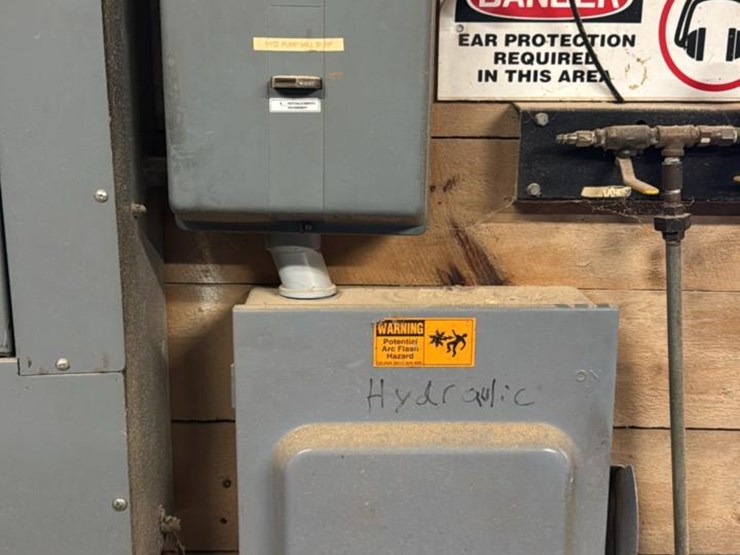 DANGER
EAR PROTECTION
REQUIRED
IN THIS AREA
WARNING
Potential
Arc Flash
Hazard
Hydraulic
ON